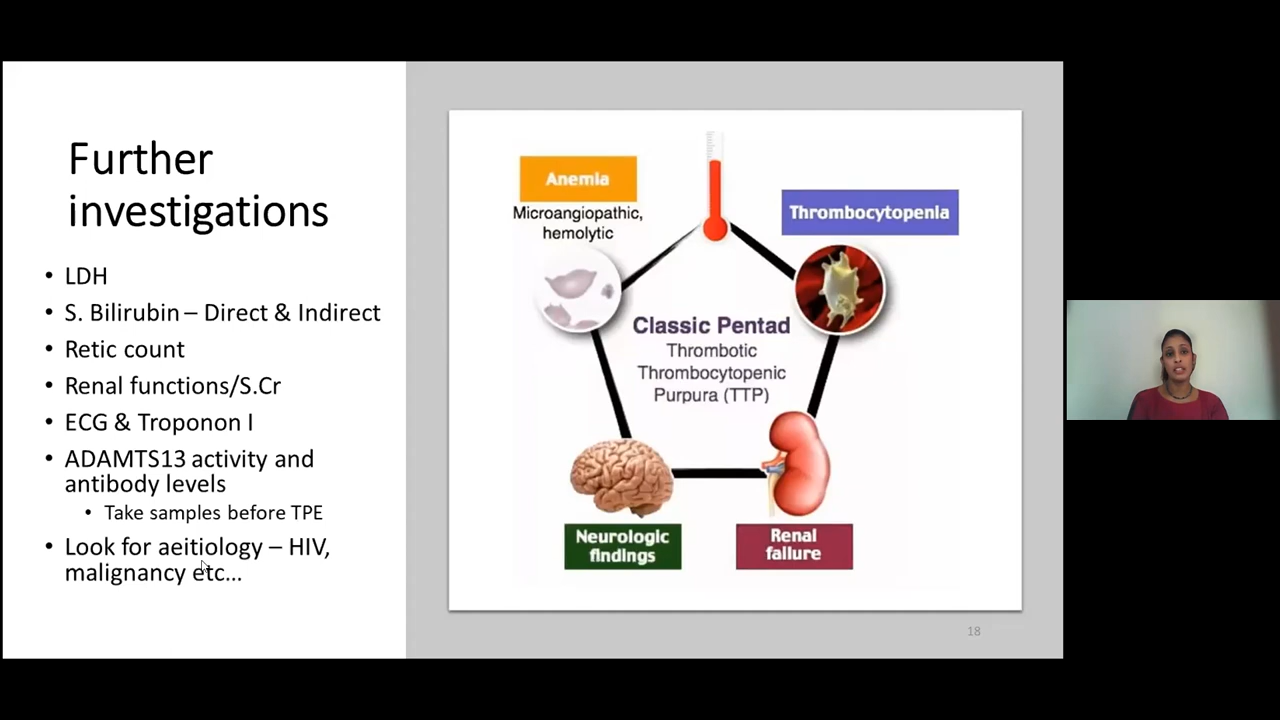 Further
investigations
• LDH
• S. Bilirubin – Direct & Indirect
• Retic count
• Renal functions/S.Cr
• ECG & Troponon I
• ADAMTS13 activity and
antibody levels
• Take samples before TPE
• Look for aeitiology – HIV,
malignancy etc...
Anemia
Microangiopathic,
hemolytic
Thrombocytopenia
Classic Pentad
Thrombotic
Thrombocytopenic
Purpura (TTP)
Neurologic
findings
Renal
failure
18